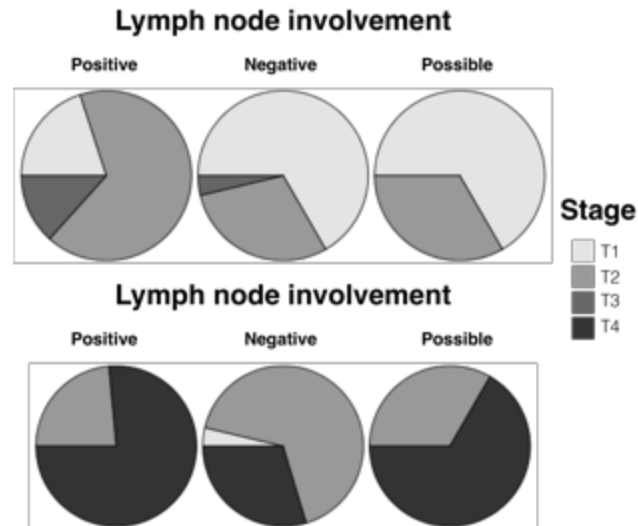 Lymph node involvement
Positive Negative Possible
Stage
T1
T2
T3
T4
Lymph node involvement
Positive Negative Possible